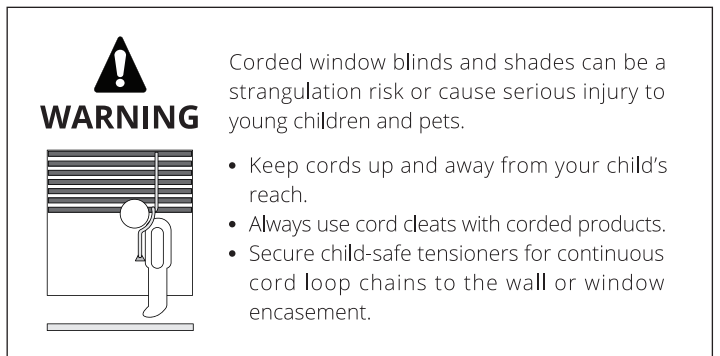 WARNING
Corded window blinds and shades can be a
strangulation risk or cause serious injury to
young children and pets.
• Keep cords up and away from your child's
reach.
• Always use cord cleats with corded products.
• Secure child-safe tensioners for continuous
cord loop chains to the wall or window
encasement.